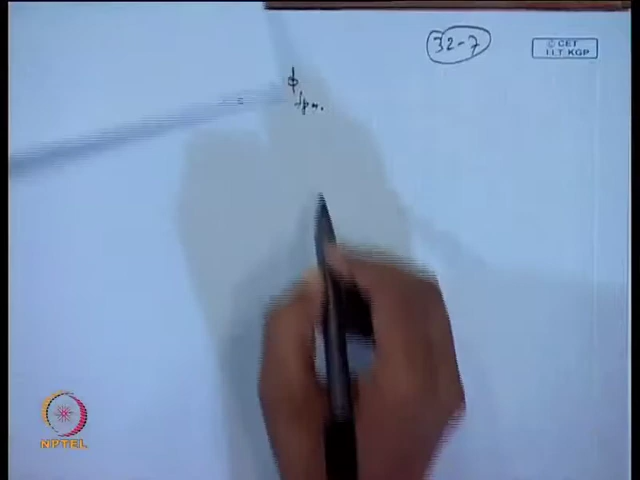 32-7
© CET
I.I.T. KGP
φ
NPTEL